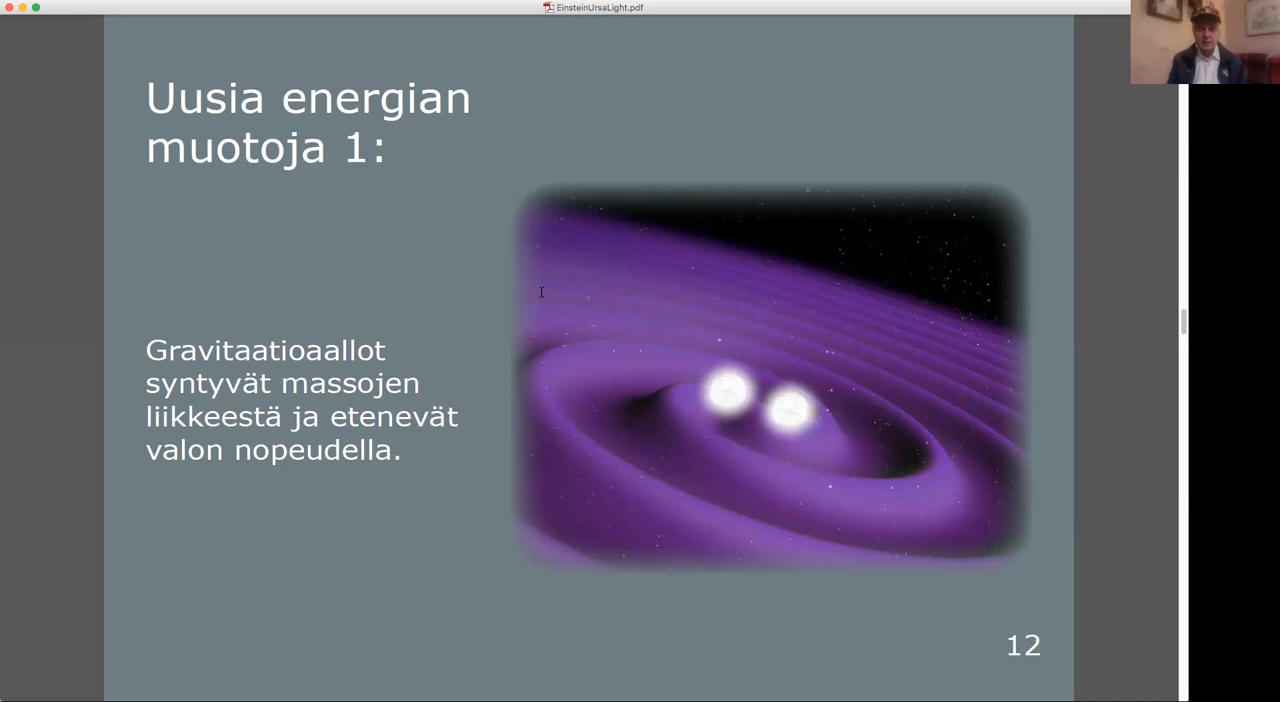 EinsteinUrsaLight.pdf
Uusia energian
muotoja 1:
Gravitaatioaallot
syntyvät massojen
liikkeestä ja etenevät
valon nopeudella.
12